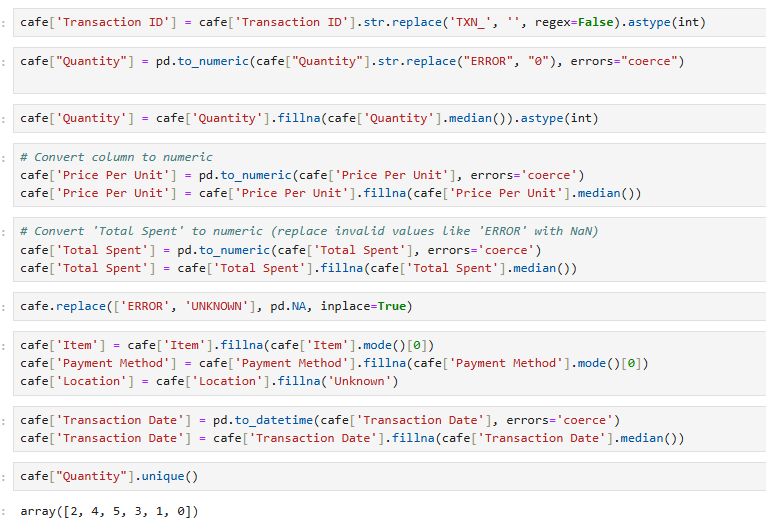 cafe['Transaction ID'] = cafe['Transaction ID'].str.replace('TXN_', '', regex=False).astype(int)
cafe["Quantity"] = pd.to_numeric(cafe["Quantity"].str.replace("ERROR", "0"), errors="coerce")
cafe['Quantity'] = cafe['Quantity'].fillna(cafe['Quantity'].median()).astype(int)
# Convert column to numeric
cafe['Price Per Unit'] = pd.to_numeric(cafe['Price Per Unit'], errors='coerce')
cafe['Price Per Unit'] = cafe['Price Per Unit'].fillna(cafe['Price Per Unit'].median())
# Convert 'Total Spent' to numeric (replace invalid values like 'ERROR' with NaN)
cafe['Total Spent'] = pd.to_numeric(cafe['Total Spent'], errors='coerce')
cafe['Total Spent'] = cafe['Total Spent'].fillna(cafe['Total Spent'].median())
cafe.replace(['ERROR', 'UNKNOWN'], pd.NA, inplace=True)
cafe['Item'] = cafe['Item'].fillna(cafe['Item'].mode()[0])
cafe['Payment Method'] = cafe['Payment Method'].fillna(cafe['Payment Method'].mode()[0])
cafe['Location'] = cafe['Location'].fillna('Unknown')
cafe['Transaction Date'] = pd.to_datetime(cafe['Transaction Date'], errors='coerce')
cafe['Transaction Date'] = cafe['Transaction Date'].fillna(cafe['Transaction Date'].median())
cafe["Quantity"].unique()
array([2, 4, 5, 3, 1, 0])